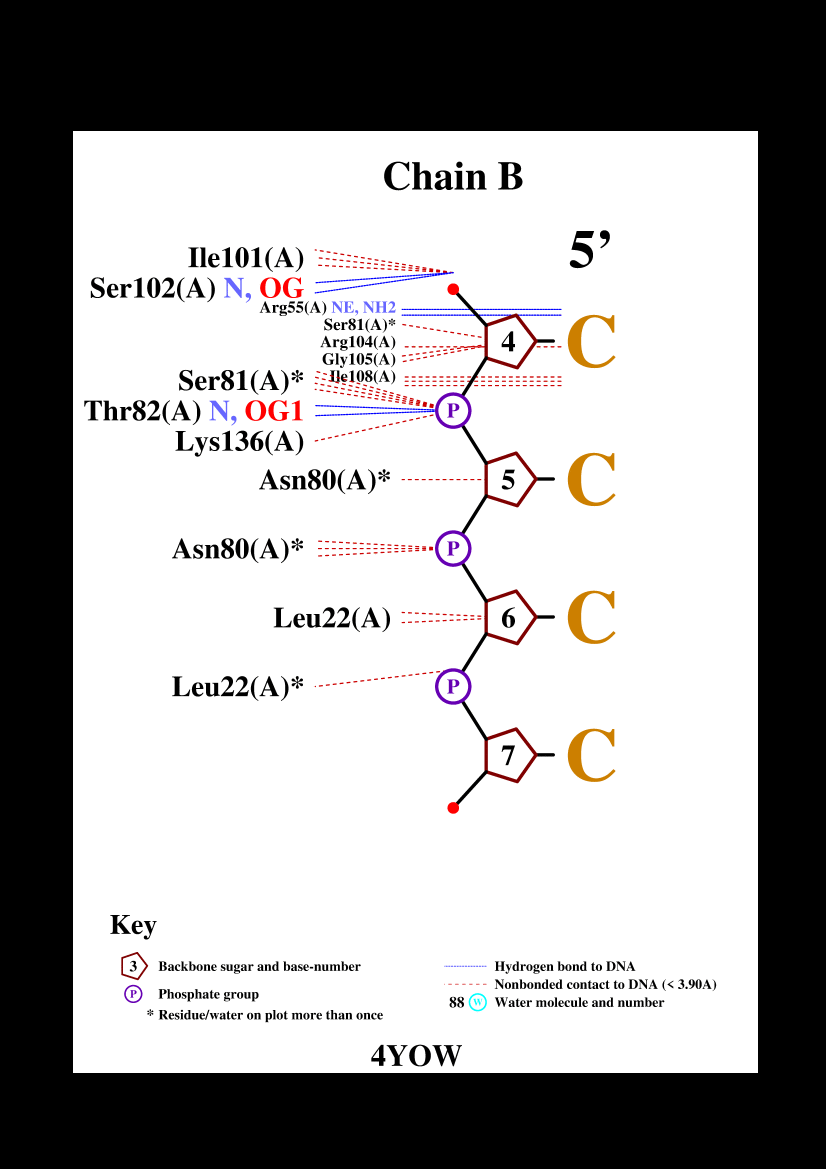 Chain B
5’
Ile101(A)
Ser102(A) N, OG
Arg55(A) NE, NH2
Ser81(A)*
Arg104(A)
4 C
Gly105(A)
Ile108(A)
Ser81(A)*
Thr82(A) N, OG1
P
Lys136(A)
Asn80(A)*
5 C
Asn80(A)*
P
Leu22(A)
6 C
Leu22(A)*
P
7 C
Key
3 Backbone sugar and base-number
P Phosphate group
* Residue/water on plot more than once
Hydrogen bond to DNA
Nonbonded contact to DNA (< 3.90A)
88 W Water molecule and number
4YOW